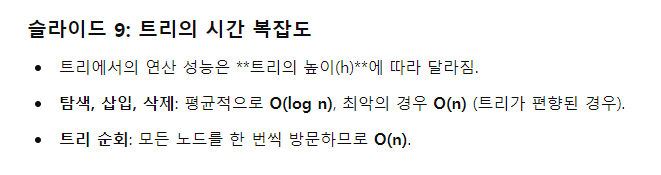 슬라이드 9: 트리의 시간 복잡도
• 트리에서의 연산 성능은 **트리의 높이(h)**에 따라 달라짐.
• 탐색, 삽입, 삭제: 평균적으로 O(log n), 최악의 경우 O(n) (트리가 편향된 경우).
• 트리 순회: 모든 노드를 한 번씩 방문하므로 O(n).